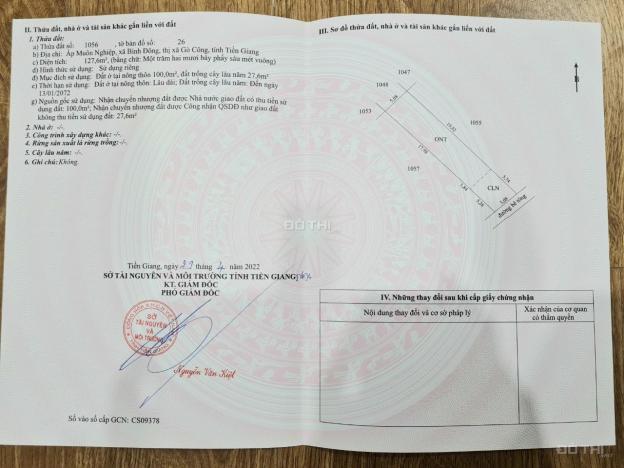 II. Thửa đất, nhà ở và tài sản khác gắn liền với đất
1. Thửa đất:
a) Thửa đất số: 1056 , tờ bản đồ số: 26
b) Địa chỉ: Ấp Muôn Nghiệp, xã Bình Đông, thị xã Gò Công, tỉnh Tiền Giang
c) Diện tích: 127,6m², (bằng chữ: Một trăm hai mươi bảy phẩy sáu mét vuông)
d) Hình thức sử dụng: Sử dụng riêng
đ) Mục đích sử dụng: Đất ở tại nông thôn 100,0m², đất trồng cây lâu năm 27,6m²
e) Thời hạn sử dụng: Đất ở tại nông thôn: Lâu dài; Đất trồng cây lâu năm: Đến ngày
13/01/2072
g) Nguồn gốc sử dụng: Nhận chuyển nhượng đất được Nhà nước giao đất có thu tiền sử
dụng đất: 100,0m²; Nhận chuyển nhượng đất được Công nhận QSDĐ như giao đất
không thu tiền sử dụng đất: 27,6m²
2. Nhà ở: -/-.
3. Công trình xây dựng khác: -/-.
4. Rừng sản xuất là rừng trồng: -/-.
5. Cây lâu năm: -/-.
6. Ghi chú: Không.
Tiền Giang, ngày 29 tháng 4 năm 2022
SỞ TÀI NGUYÊN VÀ MÔI TRƯỜNG TỈNH TIỀN GIANG
KT. GIÁM ĐỐC
PHÓ GIÁM ĐỐC
SỞ
TÀI NGUYÊN
VÀ
MÔI TRƯỜNG
Nguyễn Văn Kiệt
Số vào sổ cấp GCN: CS09378
III. Sơ đồ thửa đất, nhà ở và tài sản khác gắn liền với đất
1047
1048
1053
1055
1057
ONT
CLN
đường bê tông
IV. Những thay đổi sau khi cấp giấy chứng nhận
Nội dung thay đổi và cơ sở pháp lý
Xác nhận của cơ quan
có thẩm quyền